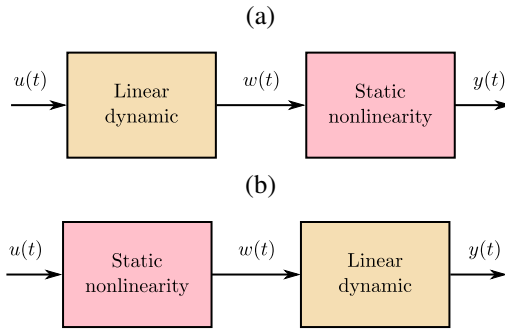 (a)
u(t)
Linear
dynamic
w(t)
Static
nonlinearity
y(t)
(b)
u(t)
Static
nonlinearity
w(t)
Linear
dynamic
y(t)